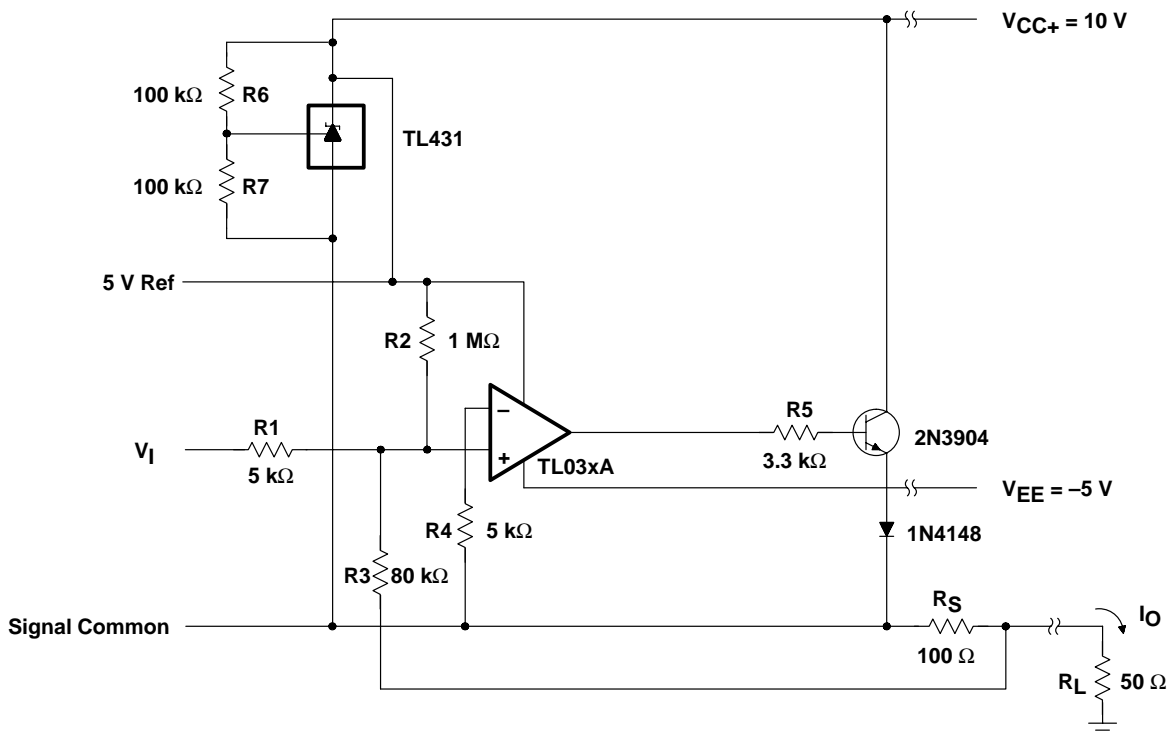 VCC+ = 10 V
100 kΩ R6
TL431
100 kΩ R7
5 V Ref
R2 1 MΩ
R1
VI
5 kΩ
−
+
TL03xA
R5
3.3 kΩ
2N3904
VEE = –5 V
R4 5 kΩ
1N4148
R3 80 kΩ
Signal Common
RS
100 Ω
IO
RL 50 Ω